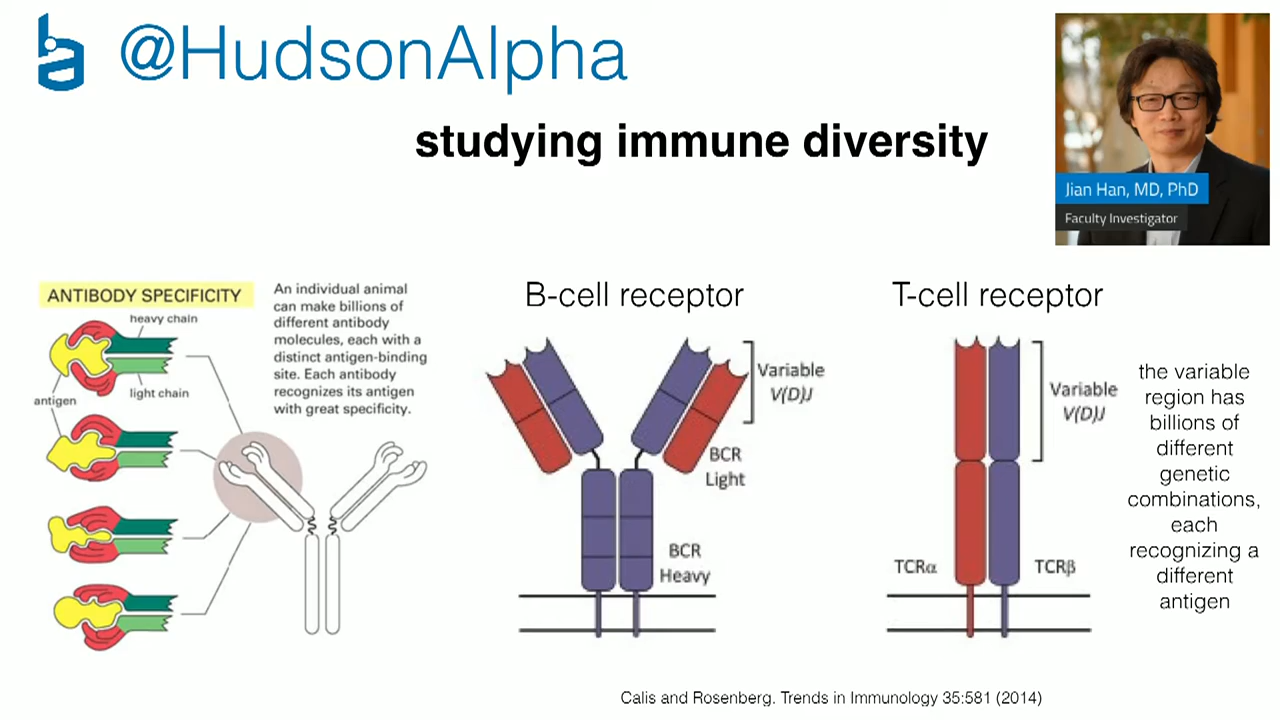 @HudsonAlpha
studying immune diversity
Jian Han, MD, PhD
Faculty Investigator
ANTIBODY SPECIFICITY
heavy chain
antigen
light chain
An individual animal
can make billions of
different antibody
molecules, each with a
distinct antigen-binding
site. Each antibody
recognizes its antigen
with great specificity.
B-cell receptor
Variable
V(D)J
BCR
Light
BCR
Heavy
T-cell receptor
Variable
V(D)J
TCRα
TCRβ
the variable
region has
billions of
different
genetic
combinations,
each
recognizing a
different
antigen
Calis and Rosenberg. Trends in Immunology 35:581 (2014)